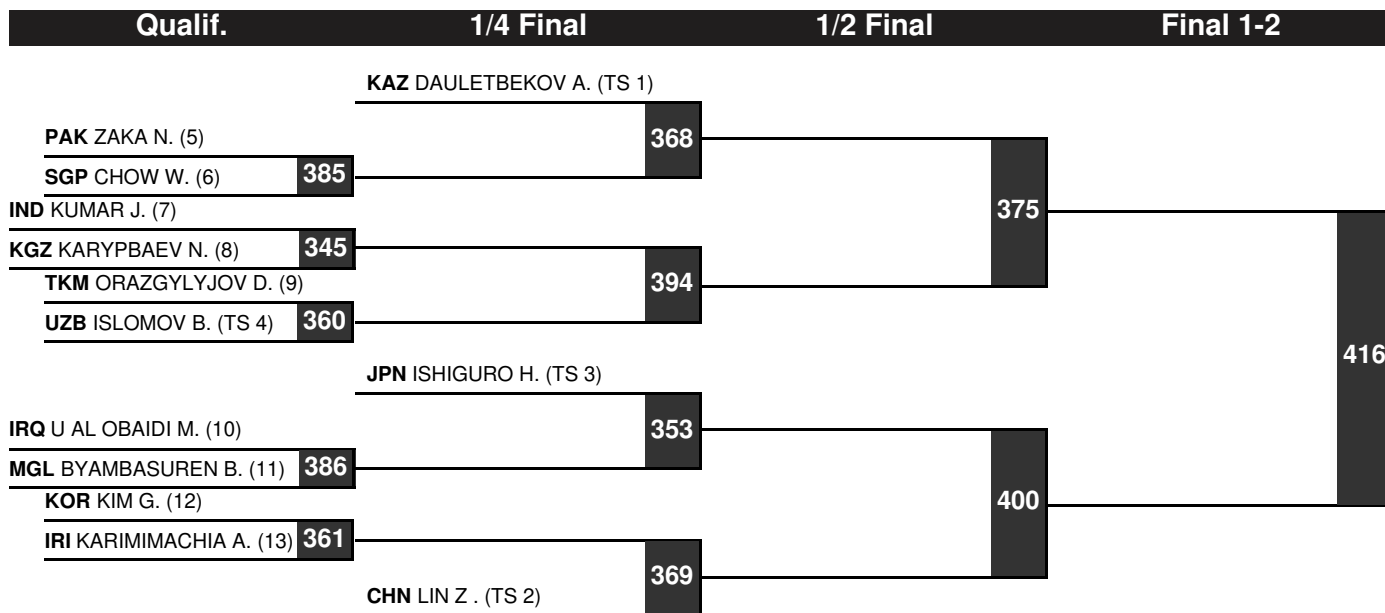 Qualif. 1/4 Final 1/2 Final Final 1-2
KAZ DAULETBEKOV A. (TS 1)
PAK ZAKA N. (5)
368
SGP CHOW W. (6) 385
IND KUMAR J. (7)
375
KGZ KARYPBAEV N. (8) 345
TKM ORAZGYLYJOV D. (9)
394
UZB ISLOMOV B. (TS 4) 360
416
JPN ISHIGURO H. (TS 3)
IRQ U AL OBAIDI M. (10)
353
MGL BYAMBASUREN B. (11) 386
KOR KIM G. (12)
400
IRI KARIMIMACHIA A. (13) 361
369
CHN LIN Z . (TS 2)